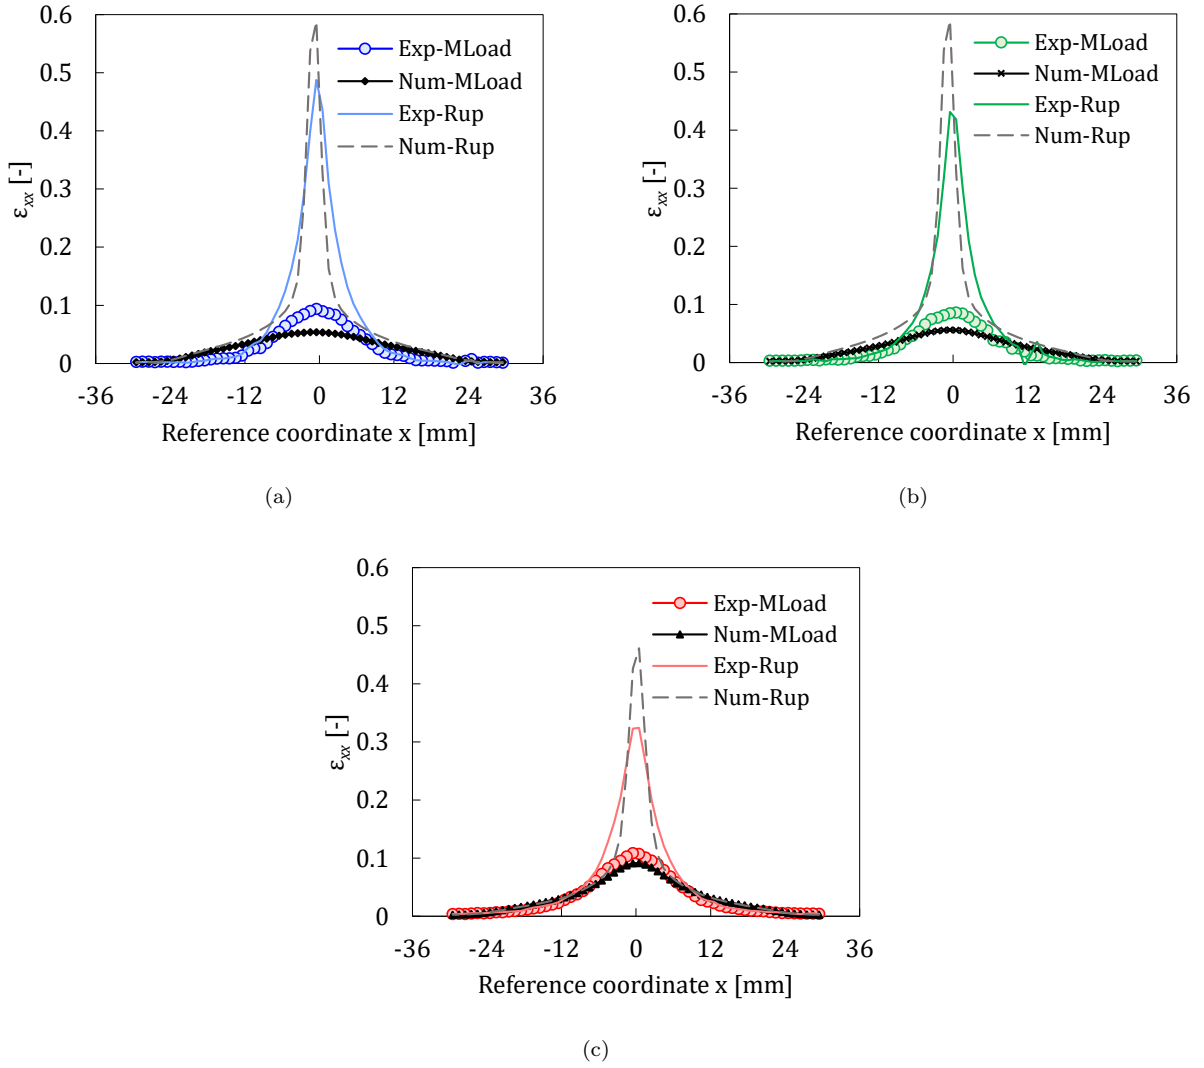 0.6
0.5
0.4
0.3
0.2
0.1
0
εxx [-]
Exp-MLoad
Num-MLoad
Exp-Rup
Num-Rup
-36 -24 -12 0 12 24 36
Reference coordinate x [mm]
(a)
0.6
0.5
0.4
0.3
0.2
0.1
0
εxx [-]
Exp-MLoad
Num-MLoad
Exp-Rup
Num-Rup
-36 -24 -12 0 12 24 36
Reference coordinate x [mm]
(b)
0.6
0.5
0.4
0.3
0.2
0.1
0
εxx [-]
Exp-MLoad
Num-MLoad
Exp-Rup
Num-Rup
-36 -24 -12 0 12 24 36
Reference coordinate x [mm]
(c)